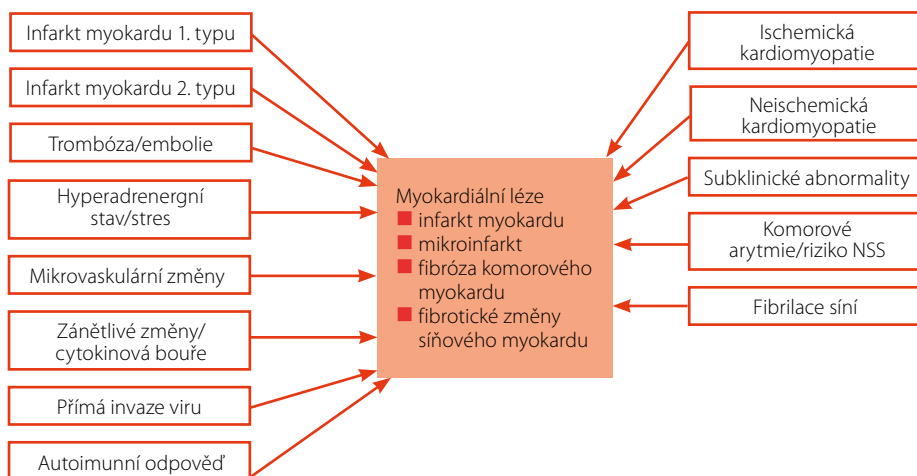 Infarkt myokardu 1. typu
Infarkt myokardu 2. typu
Trombóza/embolie
Hyperadrenergní
stav/stres
Mikrovaskulární změny
Zánětlivé změny/
cytokinová bouře
Přímá invaze viru
Autoimunní odpověď
Myokardiální léze
infarkt myokardu
mikroinfarkt
fibróza komorového
myokardu
fibrotické změny
síňového myokardu
Ischemická
kardiomyopatie
Neischemická
kardiomyopatie
Subklinické abnormality
Komorové
arytmie/riziko NSS
Fibrilace síní